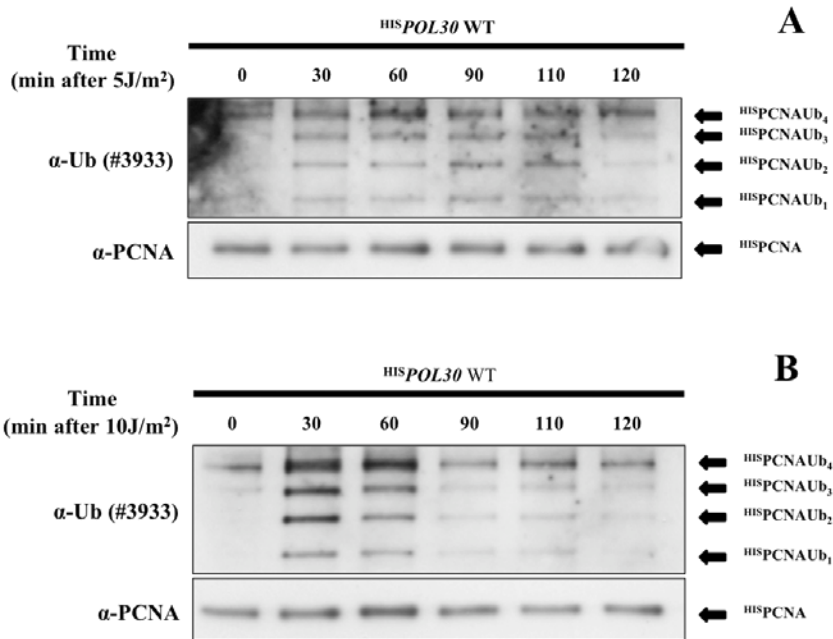 A
HISPOL30 WT
Time
(min after 5J/m²)
0 30 60 90 110 120
HISPCNAUb4
HISPCNAUb3
α-Ub (#3933)
HISPCNAUb2
HISPCNAUb1
α-PCNA
HISPCNA
B
HISPOL30 WT
Time
(min after 10J/m²)
0 30 60 90 110 120
HISPCNAUb4
HISPCNAUb3
α-Ub (#3933)
HISPCNAUb2
HISPCNAUb1
α-PCNA
HISPCNA